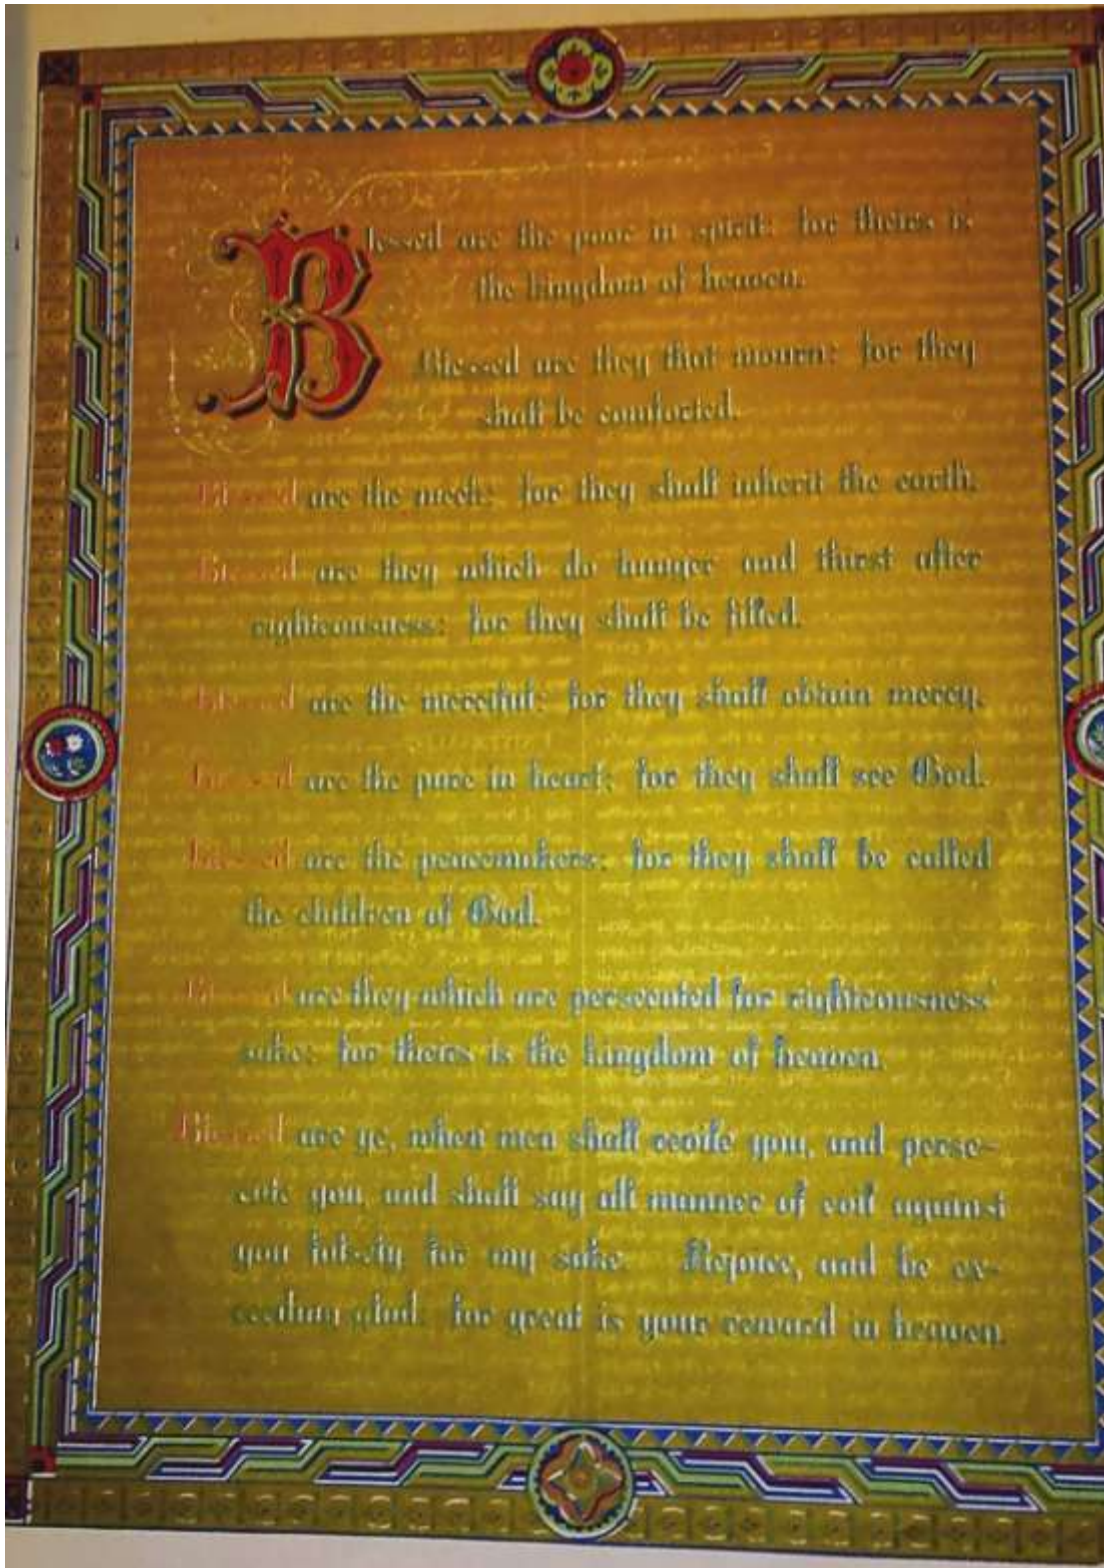 Blessed are the poor in spirit: for theirs is
the kingdom of heaven.
Blessed are they that mourn: for they
shall be comforted.
Blessed are the meek: for they shall inherit the earth.
Blessed are they which do hunger and thirst after
righteousness: for they shall be filled.
Blessed are the merciful: for they shall obtain mercy.
Blessed are the pure in heart: for they shall see God.
Blessed are the peacemakers: for they shall be called
the children of God.
Blessed are they which are persecuted for righteousness'
sake: for theirs is the kingdom of heaven.
Blessed are ye, when men shall revile you, and perse-
cute you, and shall say all manner of evil against
you falsely for my sake Rejoice, and be ex-
ceeding glad: for great is your reward in heaven.